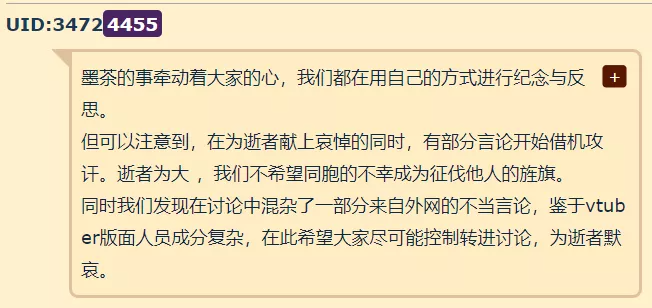 UID:34724455
墨茶的事牵动着大家的心，我们都在用自己的方式进行纪念与反
+
思。
但可以注意到，在为逝者献上哀悼的同时，有部分言论开始借机攻
讦。逝者为大 ，我们不希望同胞的不幸成为征伐他人的旌旗。
同时我们发现在讨论中混杂了一部分来自外网的不当言论，鉴于vtub
er版面人员成分复杂，在此希望大家尽可能控制转进讨论，为逝者默
哀。